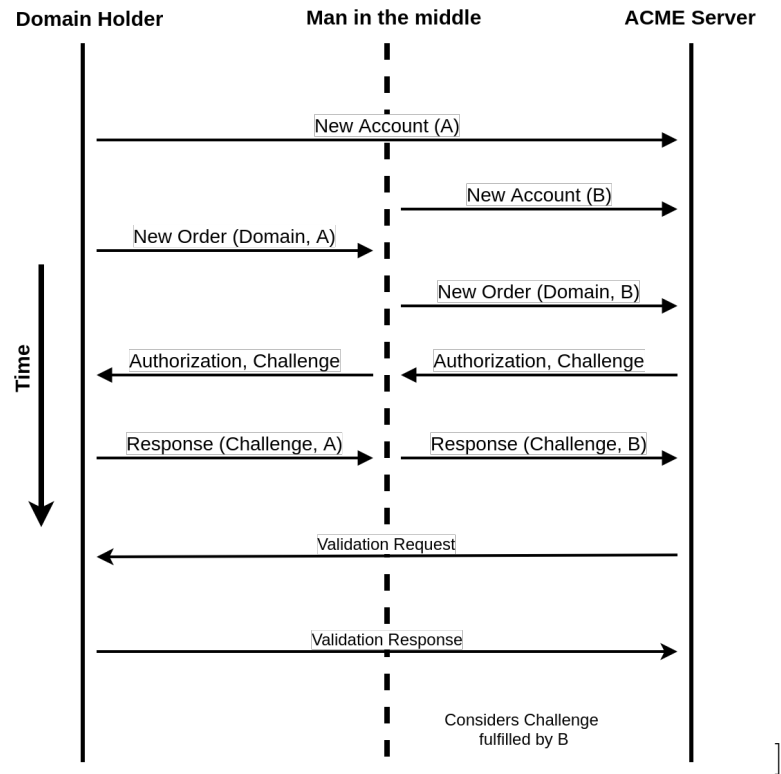 Domain Holder
Man in the middle
ACME Server
New Account (A)
New Account (B)
New Order (Domain, A)
New Order (Domain, B)
Time
Authorization, Challenge
Authorization, Challenge
Response (Challenge, A)
Response (Challenge, B)
Validation Request
Validation Response
Considers Challenge
fulfilled by B
]